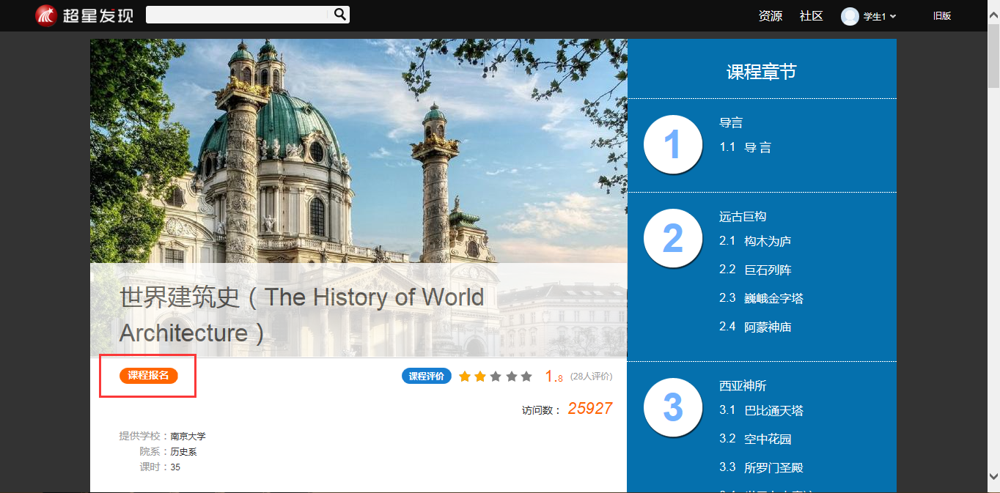 超星发现
资源 社区 学生1 旧版
世界建筑史（The History of World
Architecture）
课程报名
课程评价 1.8 (28人评价)
访问数： 25927
提供学校：南京大学
院系：历史系
课时：35
课程章节
1
导言
1.1 导 言
2
远古巨构
2.1 构木为庐
2.2 巨石列阵
2.3 巍峨金字塔
2.4 阿蒙神庙
3
西亚神所
3.1 巴比通天塔
3.2 空中花园
3.3 所罗门圣殿